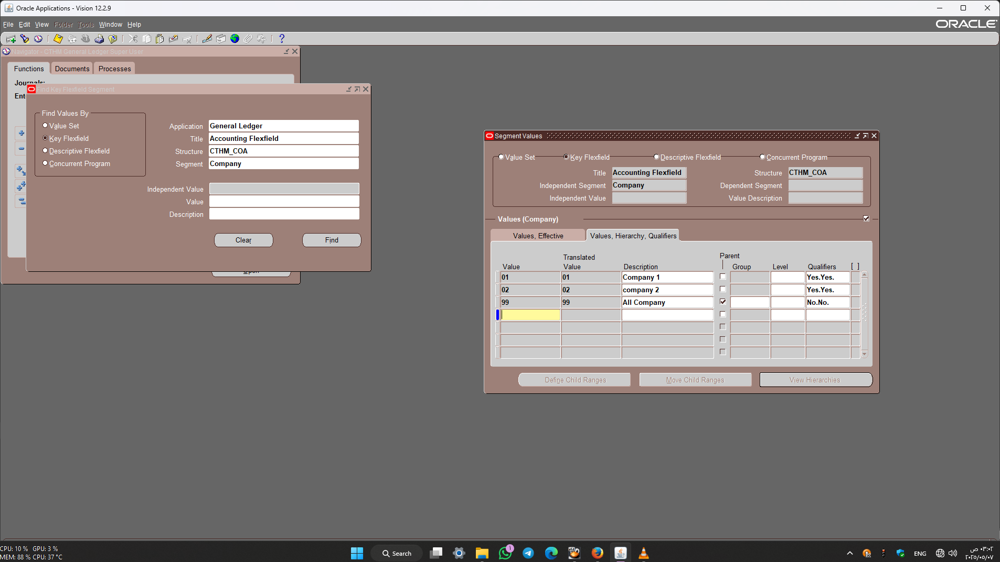 Oracle Applications - Vision 12.2.9
File Edit View Folder Tools Window Help
ORACLE
Navigator - CTHM General Ledger Super User
Functions Documents Processes
Journals:
Ent
Open
Find Key Flexfield Segment
Find Values By
Value Set
Key Flexfield
Descriptive Flexfield
Concurrent Program
Application General Ledger
Title Accounting Flexfield
Structure CTHM_COA
Segment Company
Independent Value
Value
Description
Clear Find
Segment Values
Value Set Key Flexfield Descriptive Flexfield Concurrent Program
Title Accounting Flexfield Structure CTHM_COA
Independent Segment Company Dependent Segment
Independent Value Value Description
Values (Company)
Values, Effective Values, Hierarchy, Qualifiers
Translated Parent
Value Value Description Group Level Qualifiers [ ]
01 01 Company 1 Yes.Yes.
02 02 company 2 Yes.Yes.
99 99 All Company No.No.
Define Child Ranges Move Child Ranges View Hierarchies
CPU: 10 % GPU: 3 %
MEM: 88 % CPU: 37 °C
Search
1
ENG
٠٣:٠٢ ص
٢٠٢٥/٠٥/٠٧